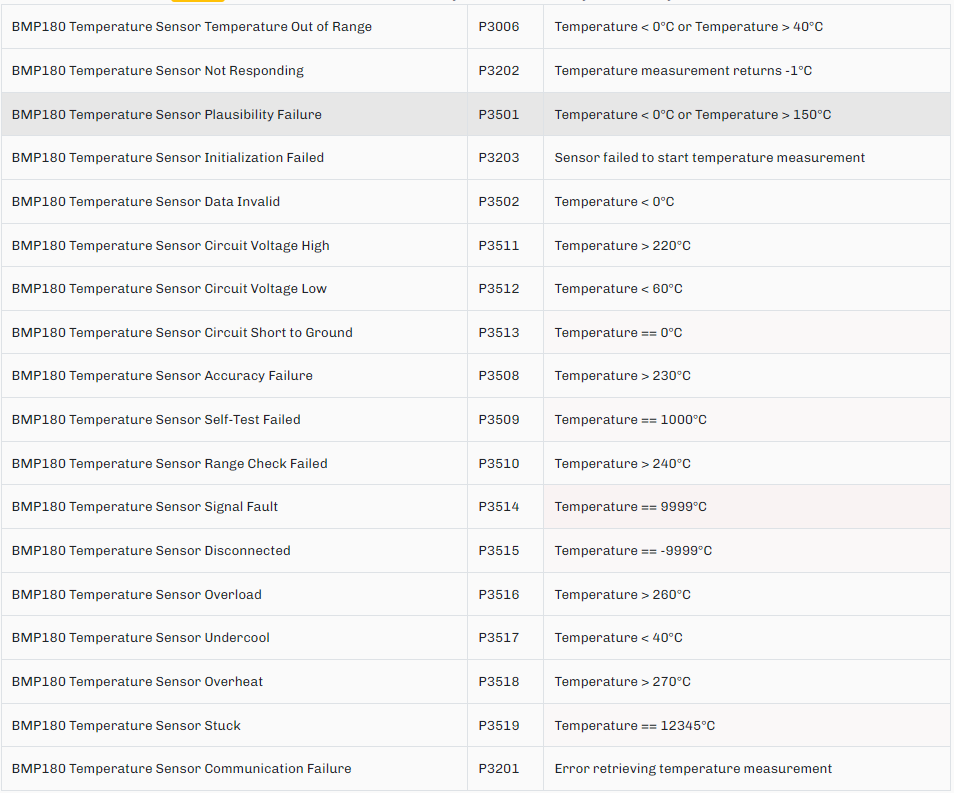 BMP180 Temperature Sensor Temperature Out of Range P3006 Temperature < 0°C or Temperature > 40°C
BMP180 Temperature Sensor Not Responding P3202 Temperature measurement returns -1°C
BMP180 Temperature Sensor Plausibility Failure P3501 Temperature < 0°C or Temperature > 150°C
BMP180 Temperature Sensor Initialization Failed P3203 Sensor failed to start temperature measurement
BMP180 Temperature Sensor Data Invalid P3502 Temperature < 0°C
BMP180 Temperature Sensor Circuit Voltage High P3511 Temperature > 220°C
BMP180 Temperature Sensor Circuit Voltage Low P3512 Temperature < 60°C
BMP180 Temperature Sensor Circuit Short to Ground P3513 Temperature == 0°C
BMP180 Temperature Sensor Accuracy Failure P3508 Temperature > 230°C
BMP180 Temperature Sensor Self-Test Failed P3509 Temperature == 1000°C
BMP180 Temperature Sensor Range Check Failed P3510 Temperature > 240°C
BMP180 Temperature Sensor Signal Fault P3514 Temperature == 9999°C
BMP180 Temperature Sensor Disconnected P3515 Temperature == -9999°C
BMP180 Temperature Sensor Overload P3516 Temperature > 260°C
BMP180 Temperature Sensor Undercool P3517 Temperature < 40°C
BMP180 Temperature Sensor Overheat P3518 Temperature > 270°C
BMP180 Temperature Sensor Stuck P3519 Temperature == 12345°C
BMP180 Temperature Sensor Communication Failure P3201 Error retrieving temperature measurement